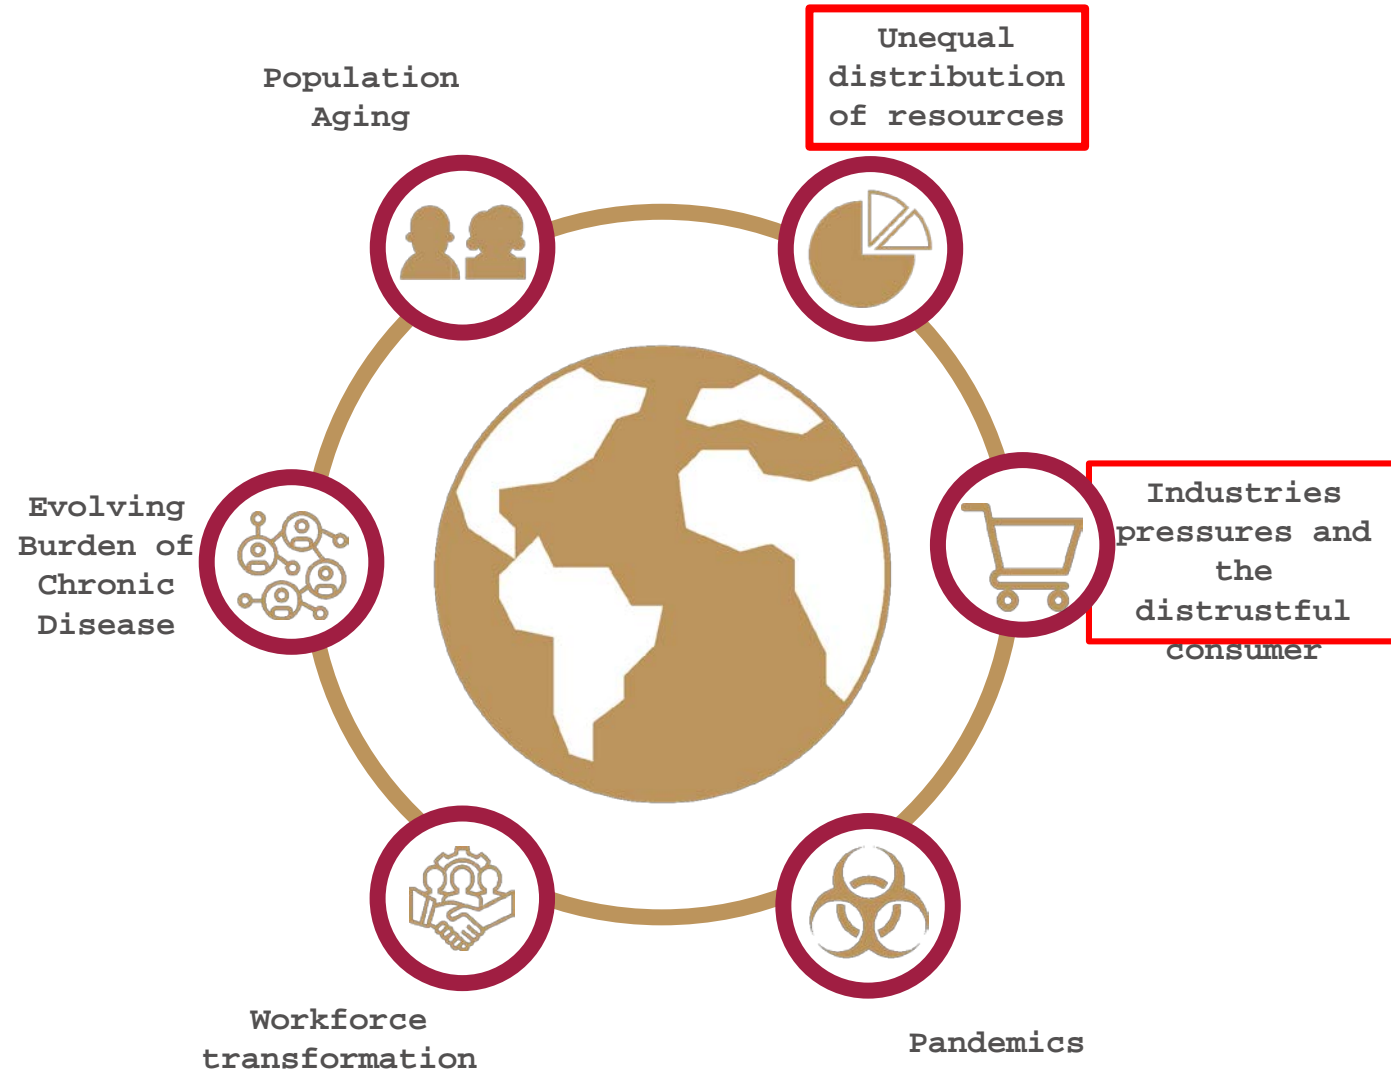 Population
Aging
Unequal
distribution
of resources
Evolving
Burden of
Chronic
Disease
Industries
pressures and
the
distrustful
consumer
Workforce
transformation
Pandemics